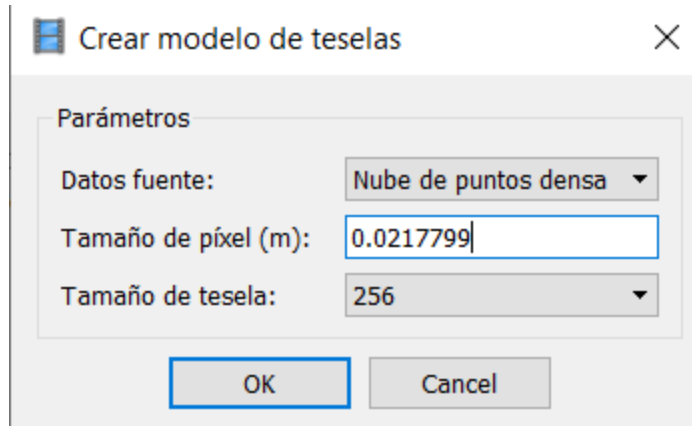 Crear modelo de teselas
Parámetros
Datos fuente: Nube de puntos densa
Tamaño de píxel (m): 0.0217799
Tamaño de tesela: 256
OK Cancel